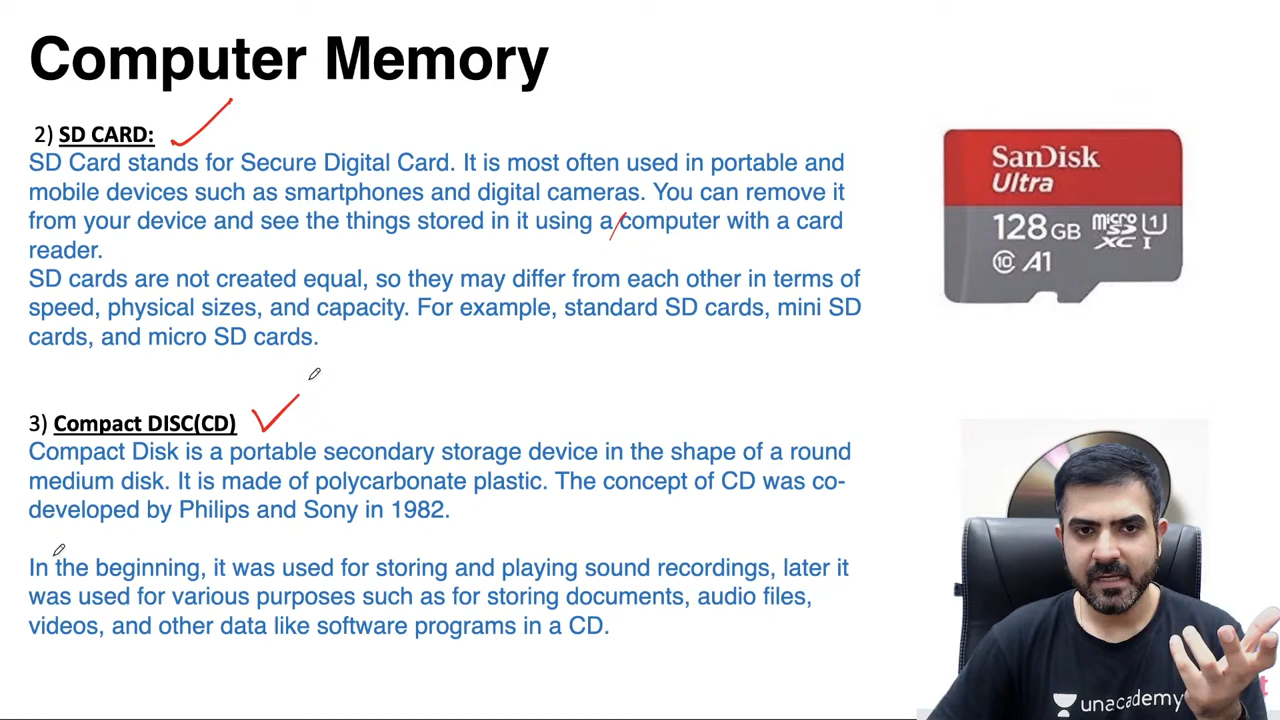 Computer Memory
2) SD CARD:
SD Card stands for Secure Digital Card. It is most often used in portable and
mobile devices such as smartphones and digital cameras. You can remove it
from your device and see the things stored in it using a computer with a card
reader.
SD cards are not created equal, so they may differ from each other in terms of
speed, physical sizes, and capacity. For example, standard SD cards, mini SD
cards, and micro SD cards.
SanDisk
Ultra
128GB micro SD XC I U1
10 A1
3) Compact DISC(CD)
Compact Disk is a portable secondary storage device in the shape of a round
medium disk. It is made of polycarbonate plastic. The concept of CD was co-
developed by Philips and Sony in 1982.
In the beginning, it was used for storing and playing sound recordings, later it
was used for various purposes such as for storing documents, audio files,
videos, and other data like software programs in a CD.
unacademy